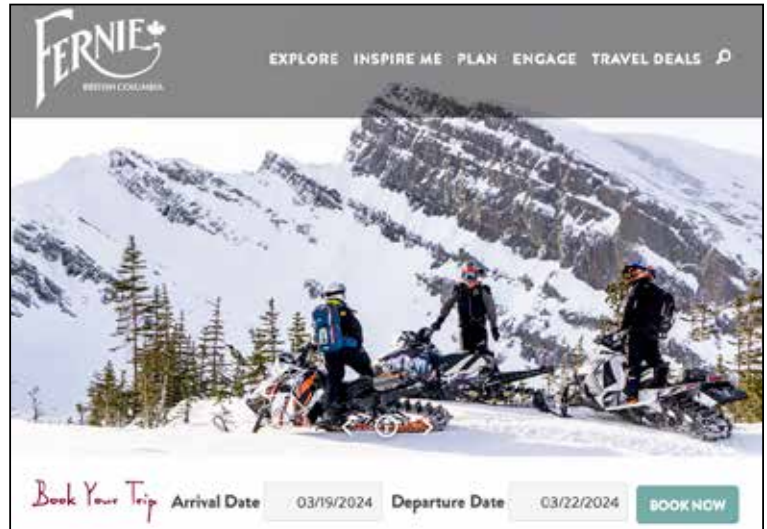 FERNIE
BRITISH COLUMBIA
EXPLORE INSPIRE ME PLAN ENGAGE TRAVEL DEALS
Book Your Trip Arrival Date 03/19/2024 Departure Date 03/22/2024 BOOK NOW